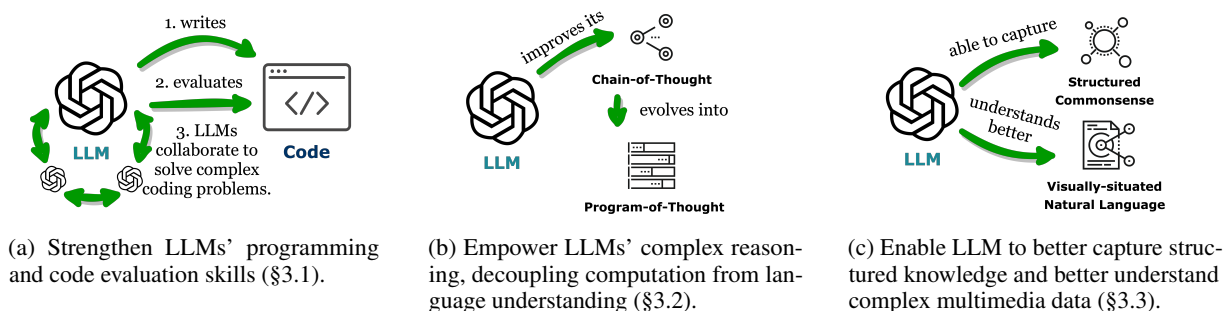 1. writes
2. evaluates
</>
3. LLMs
collaborate to
solve complex
coding problems.
LLM
Code
(a) Strengthen LLMs' programming
and code evaluation skills (§3.1).
improves its
Chain-of-Thought
evolves into
LLM
Program-of-Thought
(b) Empower LLMs' complex reason-
ing, decoupling computation from lan-
guage understanding (§3.2).
able to capture
Structured
Commonsense
understands
better
LLM
Visually-situated
Natural Language
(c) Enable LLM to better capture struc-
tured knowledge and better understand
complex multimedia data (§3.3).